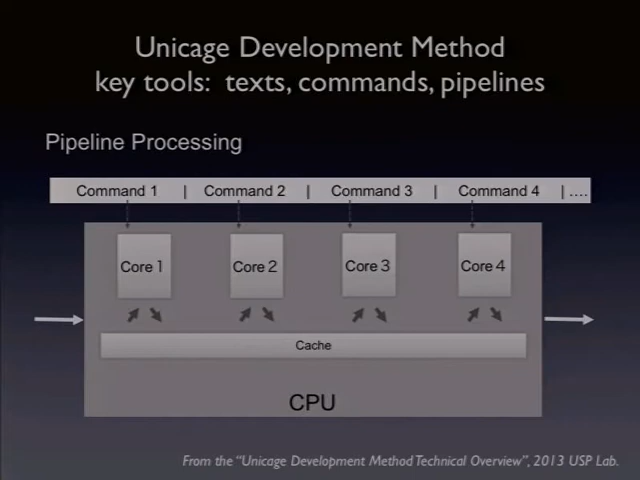 Unicage Development Method
key tools: texts, commands, pipelines
Pipeline Processing
Command 1 | Command 2 | Command 3 | Command 4 | ....
Core 1 Core 2 Core 3 Core 4
Cache
CPU
From the "Unicage Development Method Technical Overview", 2013 USP Lab.